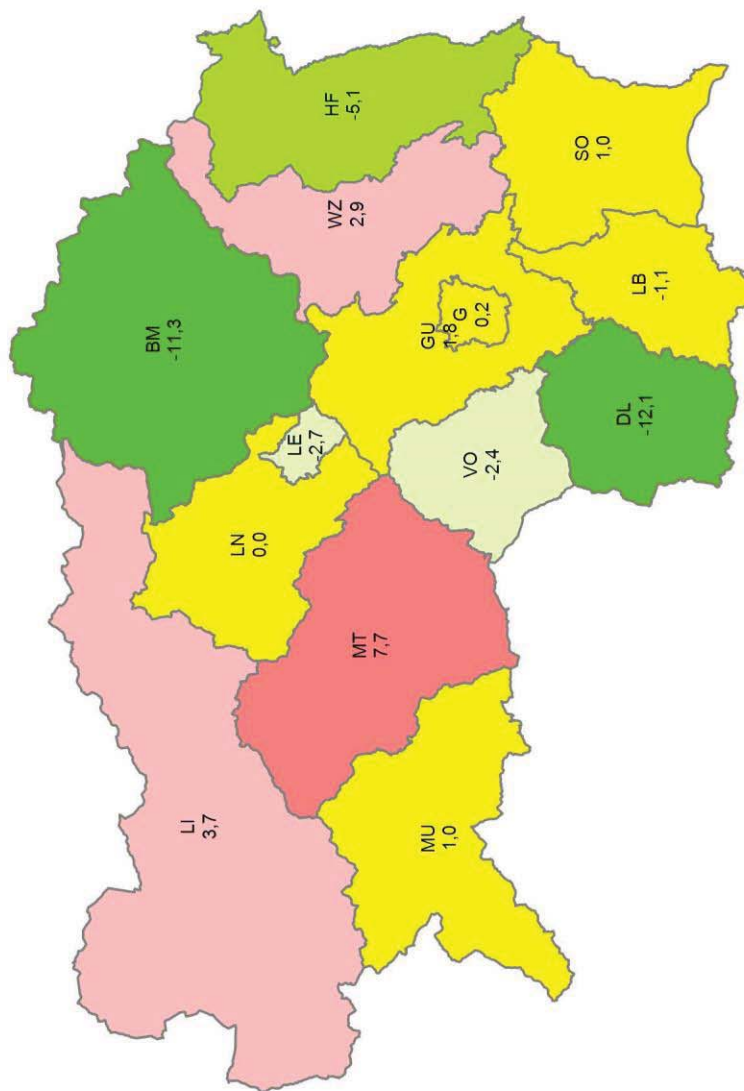 LI
3,7
BM
-11,3
LN
0,0
LE
-2,7
WZ
2,9
HF
-5,1
MT
7,7
MU
1,0
GU
1,8
G
0,2
VO
-2,4
SO
1,0
DL
-12,1
LB
-1,1